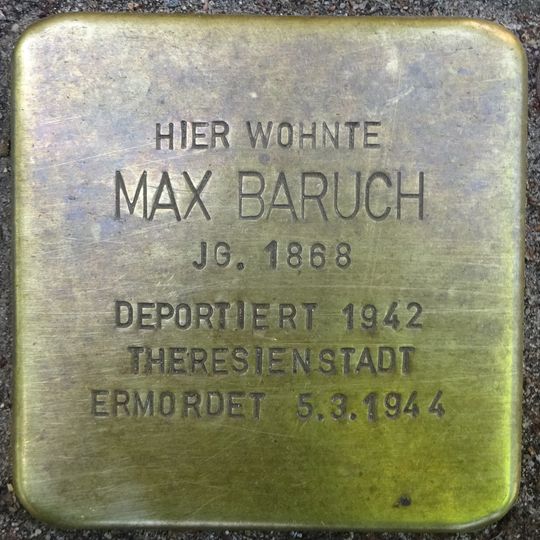 HIER WOHNTE
MAX BARUCH
JG. 1868
DEPORTIERT 1942
THERESIENSTADT
ERMORDET 5.3.1944